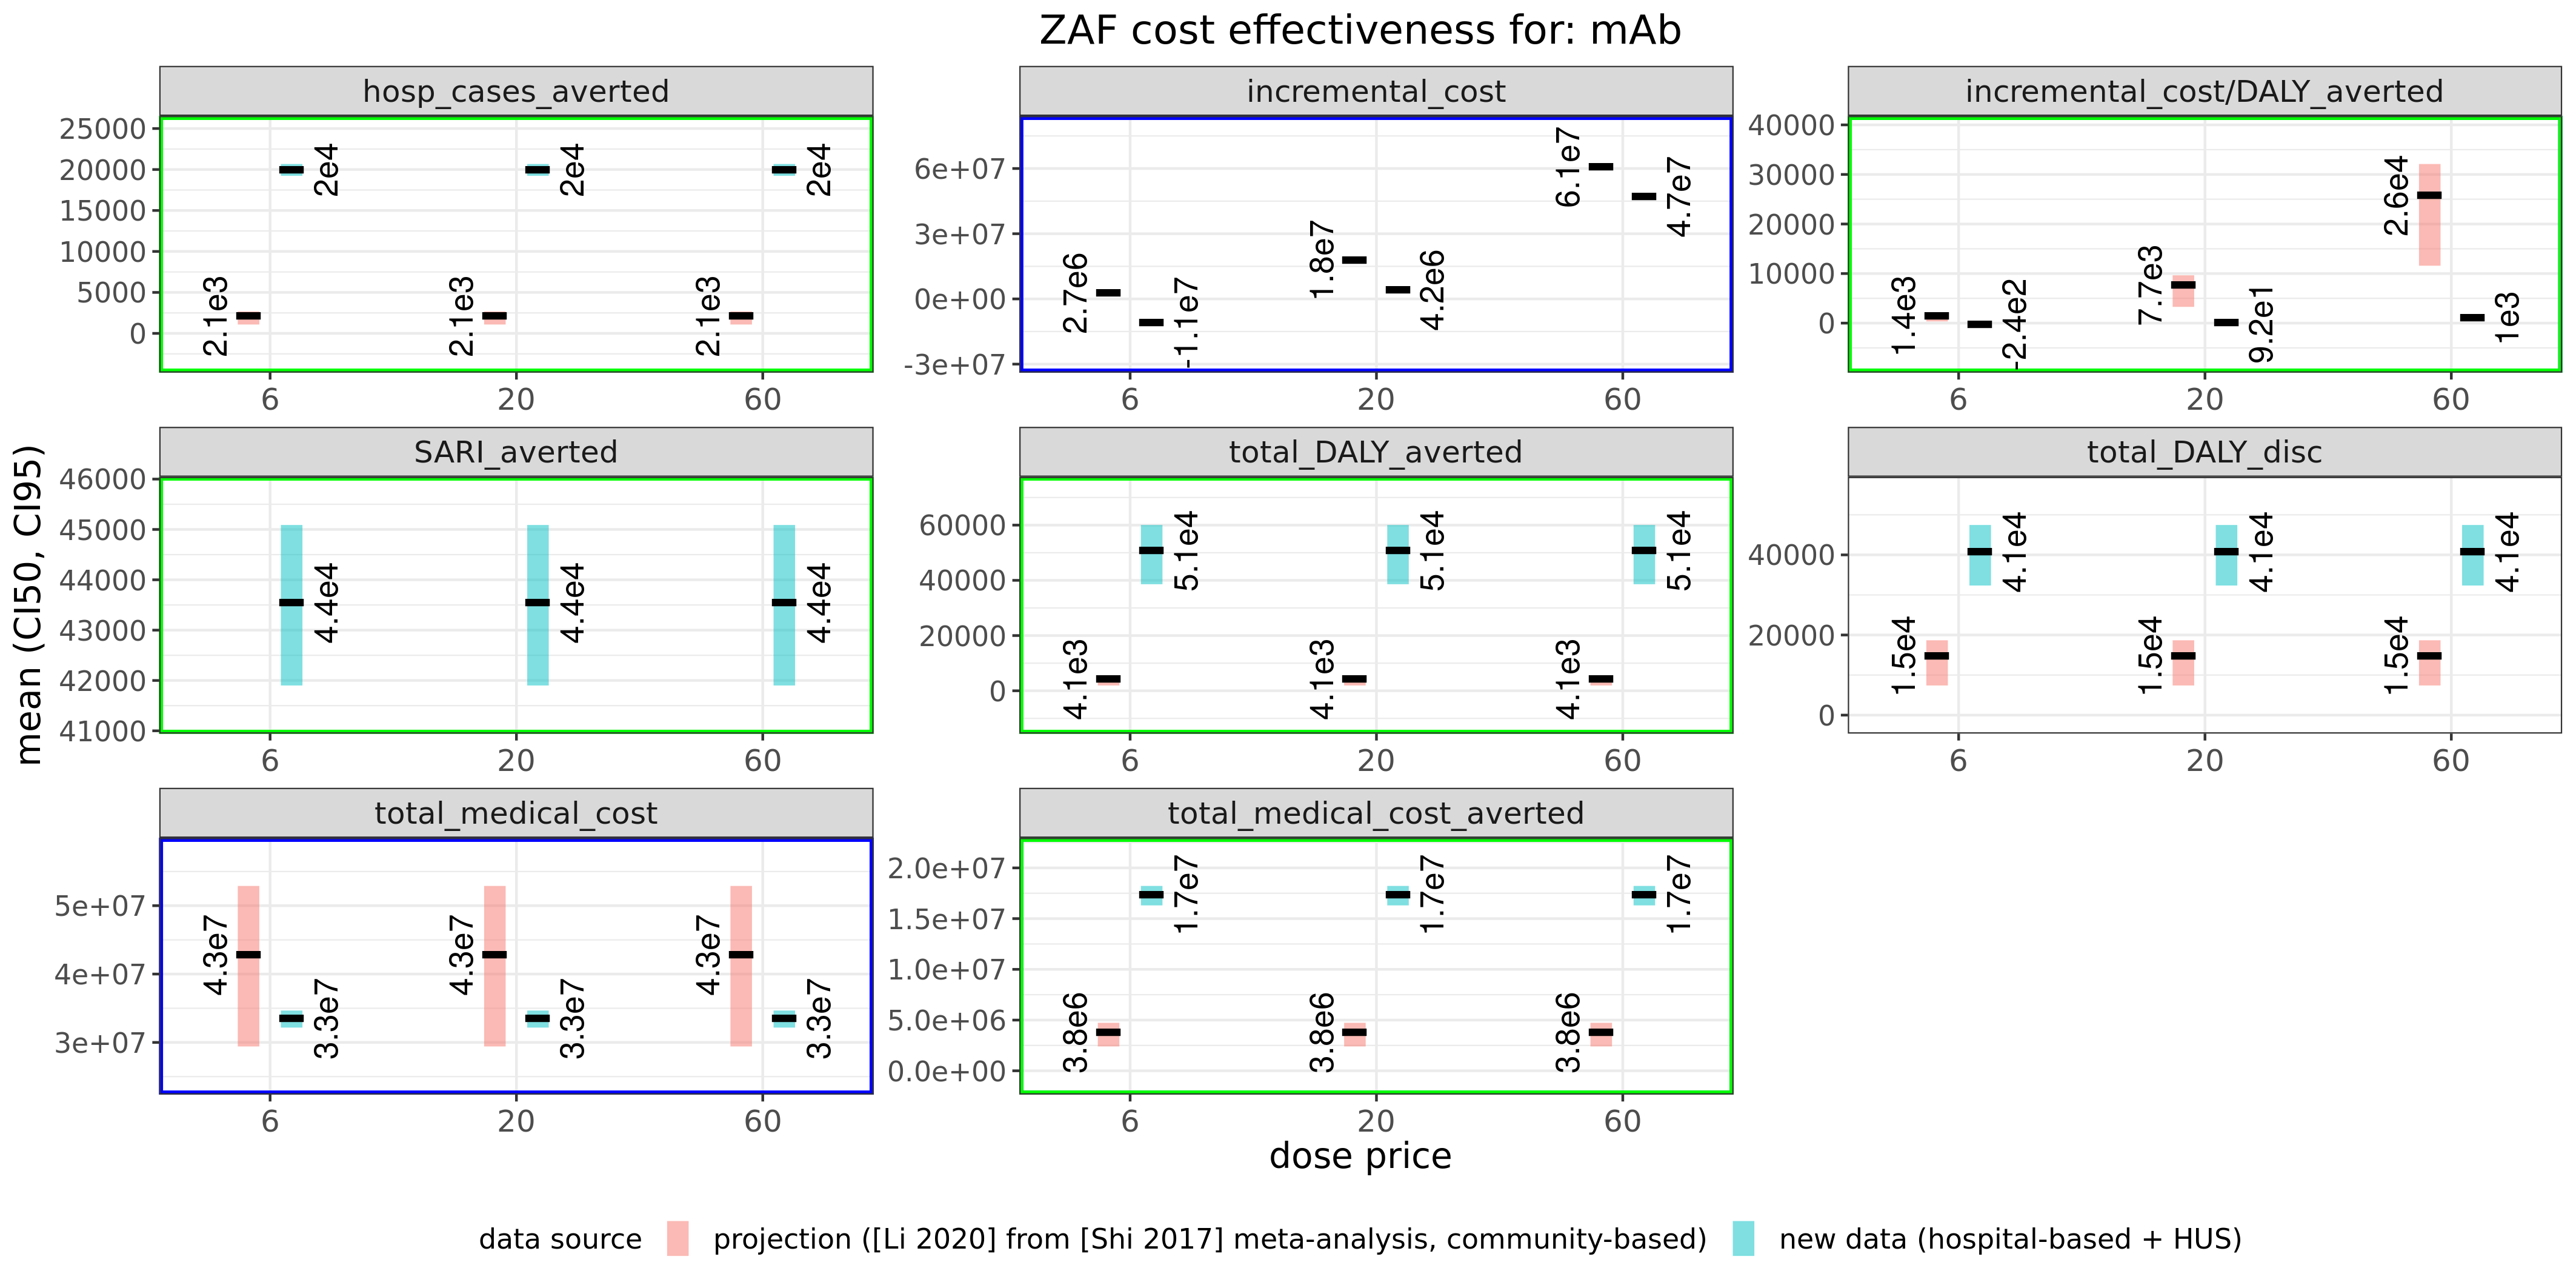 ZAF cost effectiveness for: mAb
mean (CI50, CI95)
hosp_cases_averted
25000
20000
15000
10000
5000
0
2.1e3
2e4
2.1e3
2e4
2.1e3
2e4
6
20
60
incremental_cost
6e+07
3e+07
0e+00
-3e+07
2.7e6
-1.1e7
1.8e7
4.2e6
6.1e7
4.7e7
6
20
60
incremental_cost/DALY_averted
40000
30000
20000
10000
0
1.4e3
-2.4e2
7.7e3
9.2e1
2.6e4
1e3
6
20
60
SARI_averted
46000
45000
44000
43000
42000
41000
4.4e4
4.4e4
4.4e4
6
20
60
total_DALY_averted
60000
40000
20000
0
4.1e3
5.1e4
4.1e3
5.1e4
4.1e3
5.1e4
6
20
60
total_DALY_disc
40000
20000
0
1.5e4
4.1e4
1.5e4
4.1e4
1.5e4
4.1e4
6
20
60
total_medical_cost
5e+07
4e+07
3e+07
4.3e7
3.3e7
4.3e7
3.3e7
4.3e7
3.3e7
6
20
60
total_medical_cost_averted
2.0e+07
1.5e+07
1.0e+07
5.0e+06
0.0e+00
3.8e6
1.7e7
3.8e6
1.7e7
3.8e6
1.7e7
6
20
60
dose price
data source
projection ([Li 2020] from [Shi 2017] meta-analysis, community-based)
new data (hospital-based + HUS)